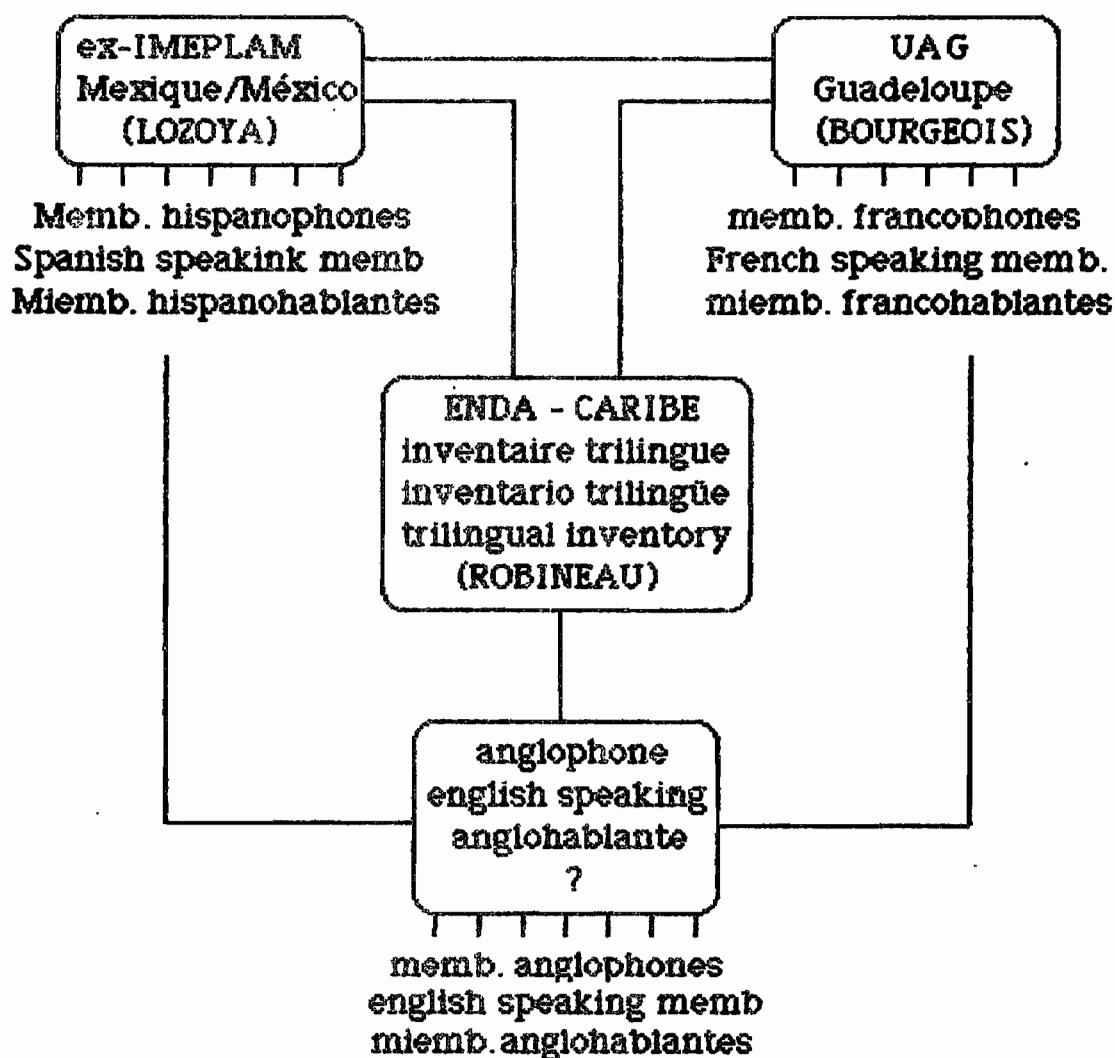 ex-IMEPLAM
Mexique/México
(LOZOYA)
UAG
Guadeloupe
(BOURGEOIS)
Memb. hispanophones
Spanish speakink memb
Miemb. hispanohablantes
memb. francophones
French speaking memb.
miemb. francohablantes
ENDA - CARIBE
inventaire trilingue
inventario trilingüe
trilingual inventory
(ROBINEAU)
anglophone
english speaking
anglohablante
?
memb. anglophones
english speaking memb
miemb. anglohablantes